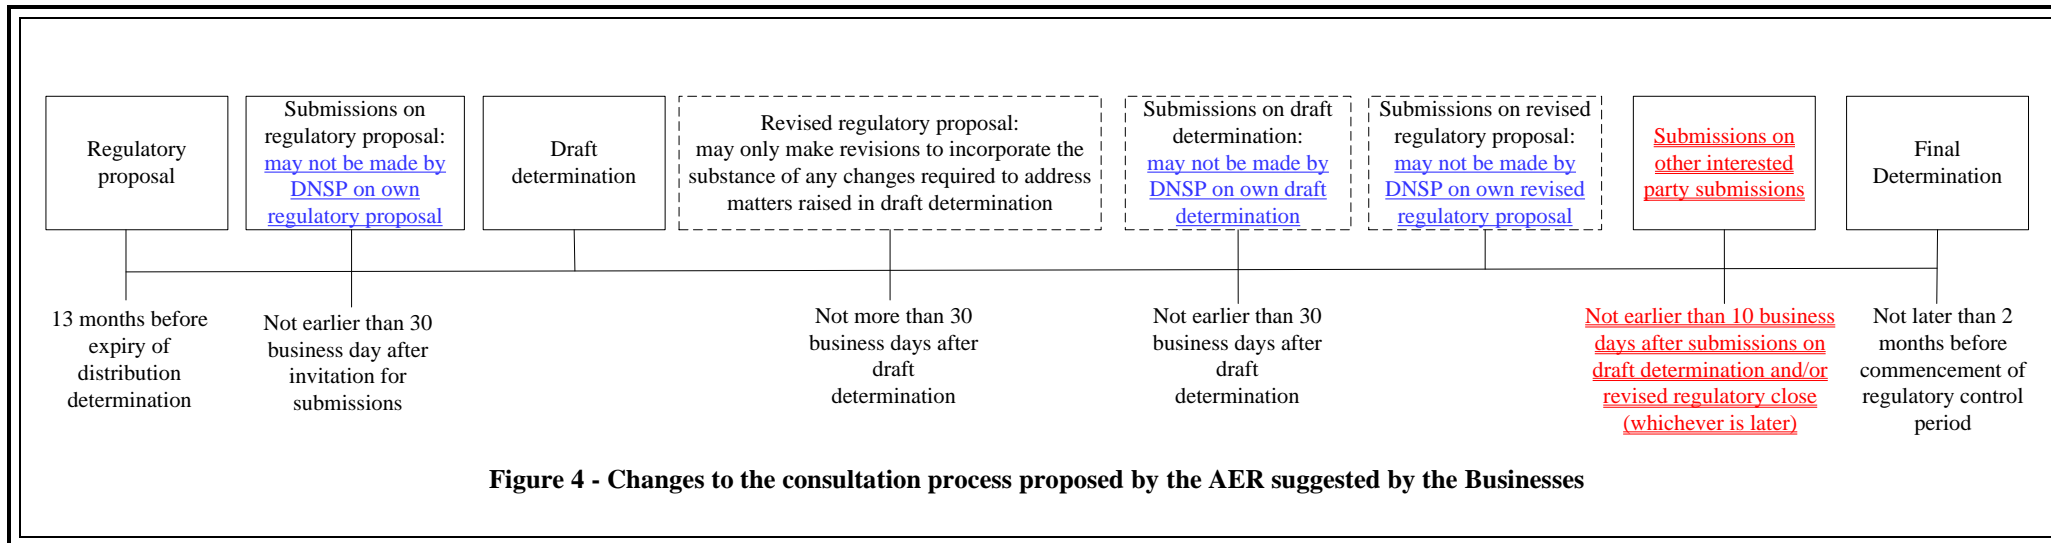 Regulatory
proposal
Submissions on
regulatory proposal:
may not be made by
DNSP on own
regulatory proposal
Draft
determination
Revised regulatory proposal:
may only make revisions to incorporate the
substance of any changes required to address
matters raised in draft determination
Submissions on draft
determination:
may not be made by
DNSP on own draft
determination
Submissions on revised
regulatory proposal:
may not be made by
DNSP on own revised
regulatory proposal
Submissions on
other interested
party submissions
Final
Determination
13 months before
expiry of
distribution
determination
Not earlier than 30
business day after
invitation for
submissions
Not more than 30
business days after
draft
determination
Not earlier than 30
business days after
draft
determination
Not earlier than 10 business
days after submissions on
draft determination and/or
revised regulatory close
(whichever is later)
Not later than 2
months before
commencement of
regulatory control
period
Figure 4 - Changes to the consultation process proposed by the AER suggested by the Businesses